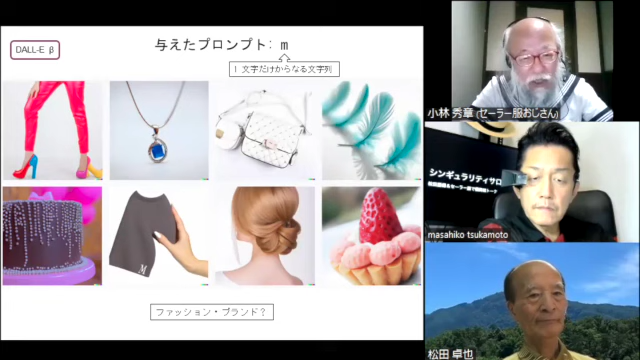 DALL-E β
与えたプロンプト: m
1 文字だけからなる文字列
M
ファッション・ブランド?
小林 秀章 (セーラー服おじさん)
シンギュラリティサロ
masahiko tsukamoto
松田 卓也